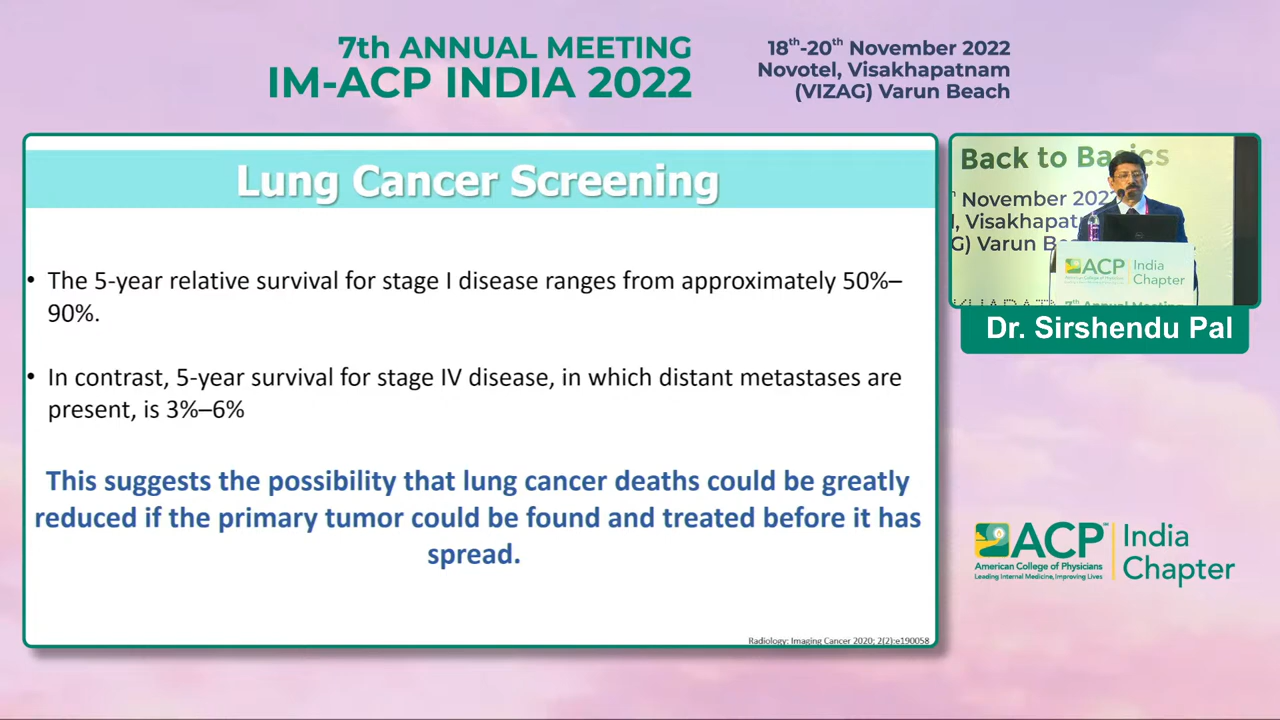 7th ANNUAL MEETING
IM-ACP INDIA 2022
18th-20th November 2022
Novotel, Visakhapatnam
(VIZAG) Varun Beach
Lung Cancer Screening
• The 5-year relative survival for stage I disease ranges from approximately 50%–
90%.
• In contrast, 5-year survival for stage IV disease, in which distant metastases are
present, is 3%–6%
This suggests the possibility that lung cancer deaths could be greatly
reduced if the primary tumor could be found and treated before it has
spread.
Radiology: Imaging Cancer 2020; 2(2):e190058
Back to Basics
November 2022
G) Varun
ACP India
Chapter
7th Annual Meeting
Dr. Sirshendu Pal
ACP
American College of Physicians
Leading Internal Medicine, Improving Lives
India
Chapter